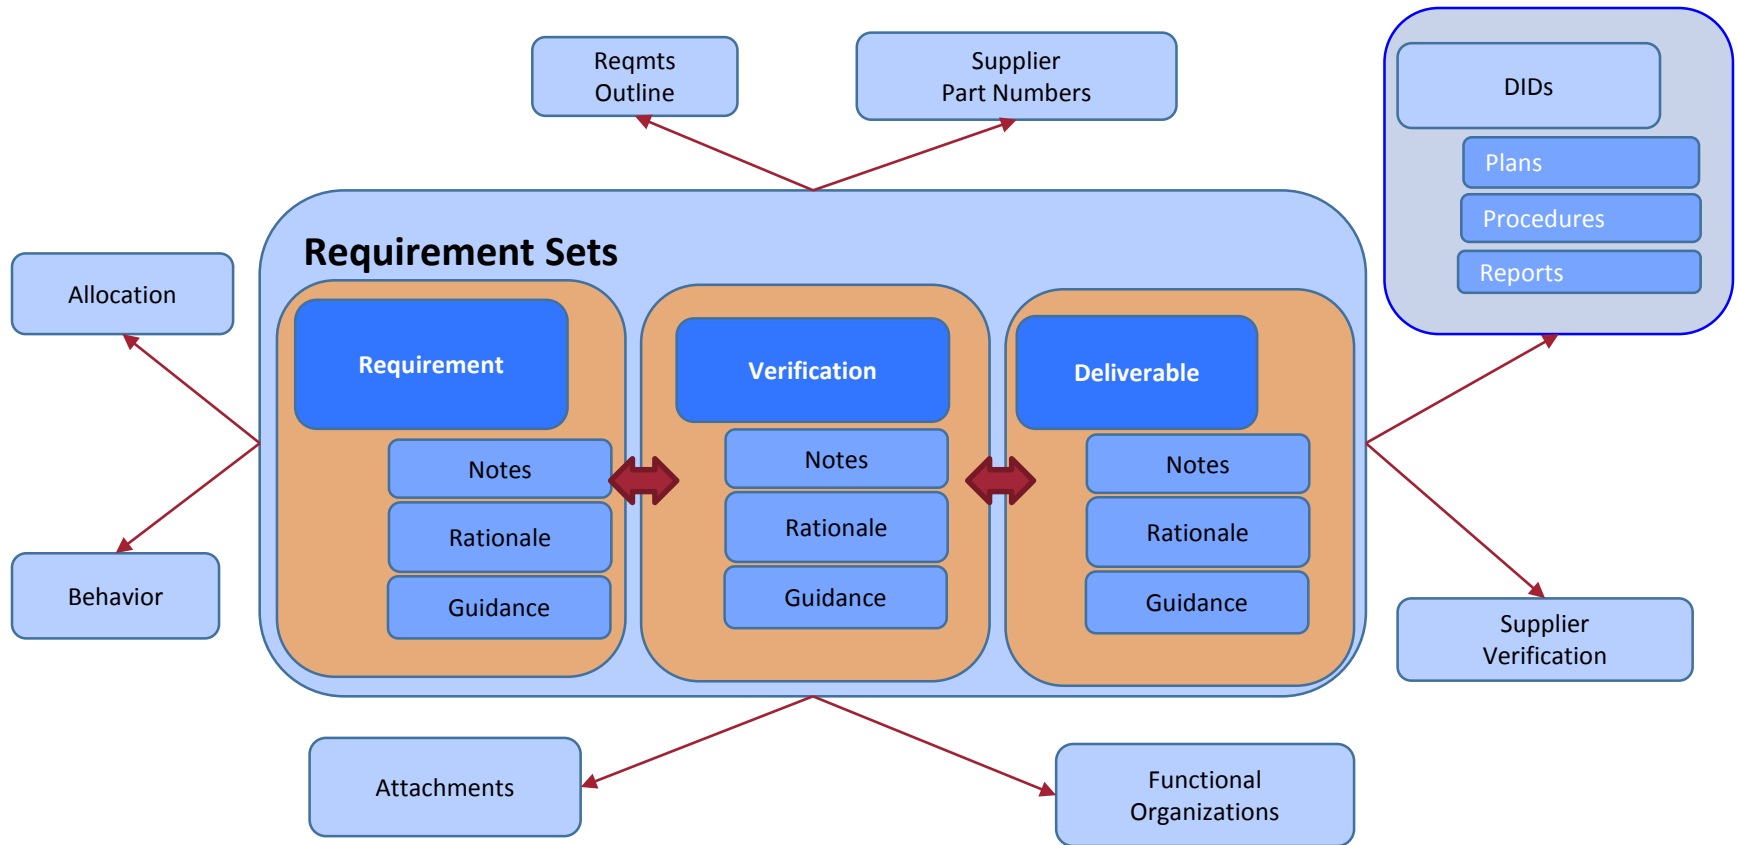 Reqmts
Outline
Supplier
Part Numbers
DIDs
Plans
Procedures
Reports
Requirement Sets
Allocation
Behavior
Requirement
Notes
Rationale
Guidance
Verification
Notes
Rationale
Guidance
Deliverable
Notes
Rationale
Guidance
Supplier
Verification
Attachments
Functional
Organizations